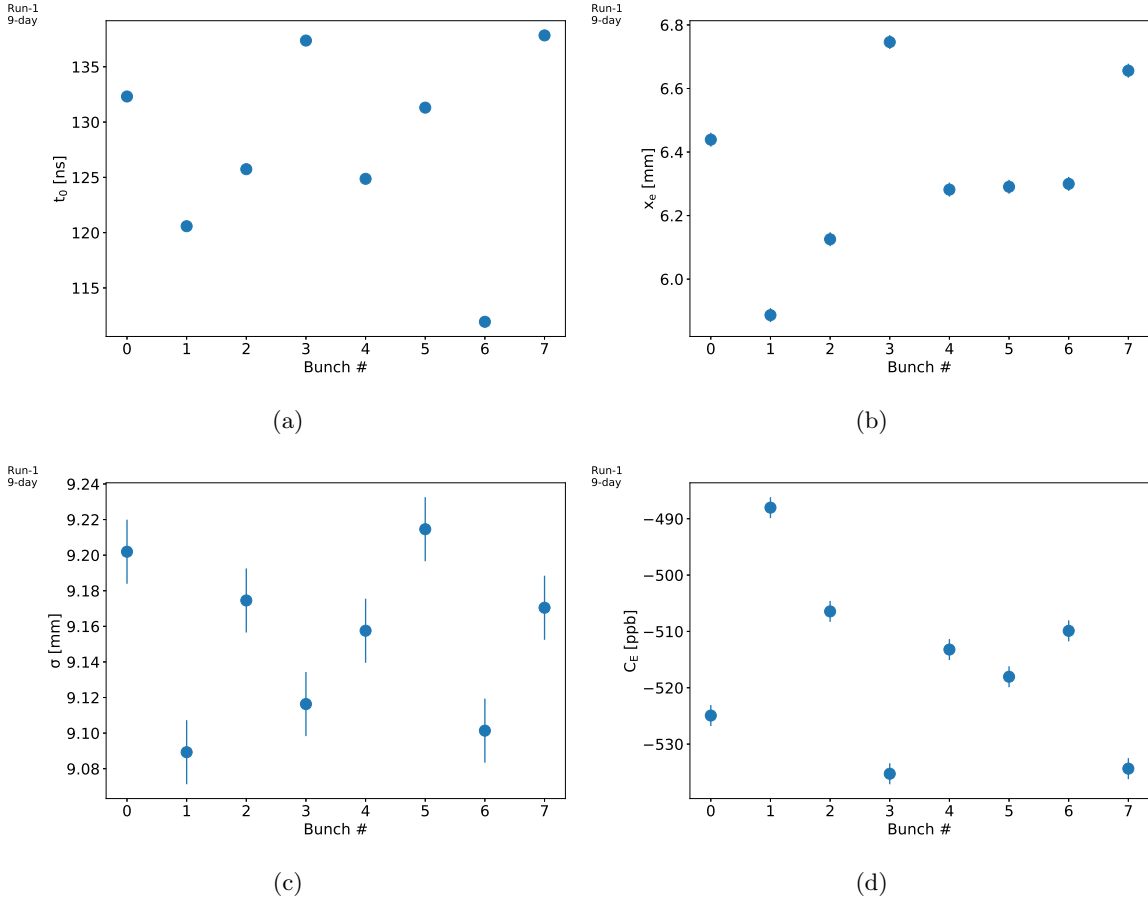 Run-1
9-day
135
130
125
120
115
t₀ [ns]
0 1 2 3 4 5 6 7
Bunch #
(a)
Run-1
9-day
6.8
6.6
6.4
6.2
6.0
xₑ [mm]
0 1 2 3 4 5 6 7
Bunch #
(b)
Run-1
9-day
9.24
9.22
9.20
9.18
9.16
9.14
9.12
9.10
9.08
σ [mm]
0 1 2 3 4 5 6 7
Bunch #
(c)
Run-1
9-day
−490
−500
−510
−520
−530
C_E [ppb]
0 1 2 3 4 5 6 7
Bunch #
(d)